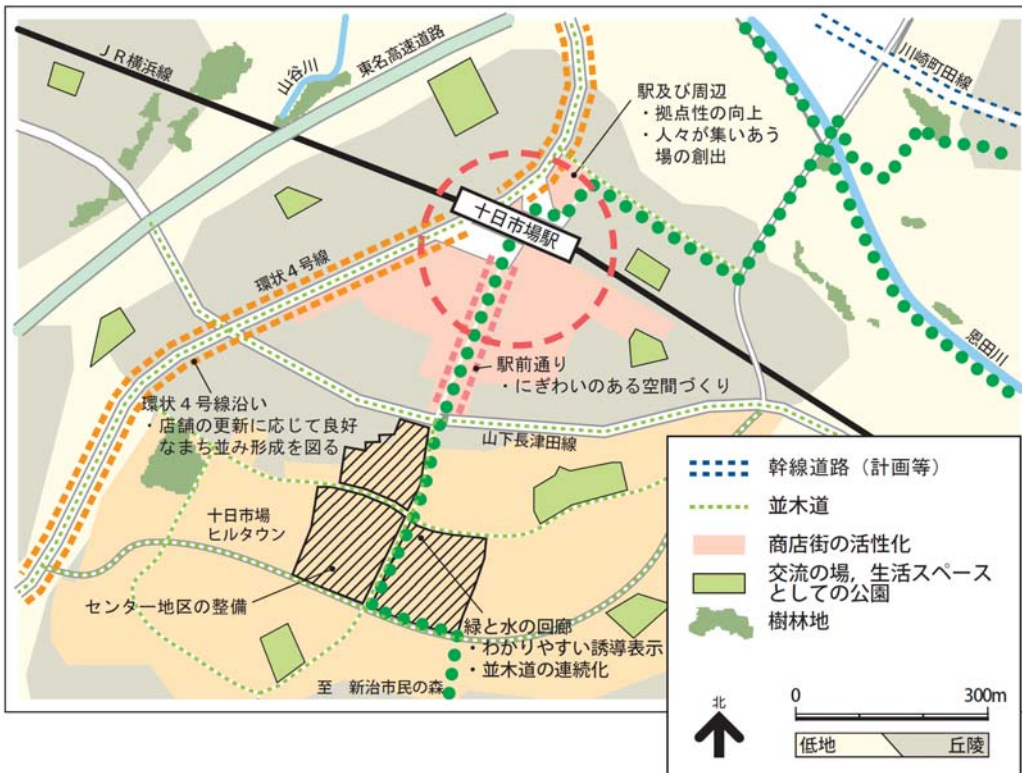 JR横浜線
山谷川
東名高速道路
川崎町田線
駅及び周辺
・拠点性の向上
・人々が集いあう
場の創出
十日市場駅
環状4号線
恩田川
駅前通り
・にぎわいのある空間づくり
環状4号線沿い
・店舗の更新に応じて良好
なまち並み形成を図る
山下長津田線
十日市場
ヒルタウン
センター地区の整備
緑と水の回廊
・わかりやすい誘導表示
・並木道の連続化
至 新治市民の森
幹線道路（計画等）
並木道
商店街の活性化
交流の場，生活スペース
としての公園
樹林地
北
0 300m
低地 丘陵